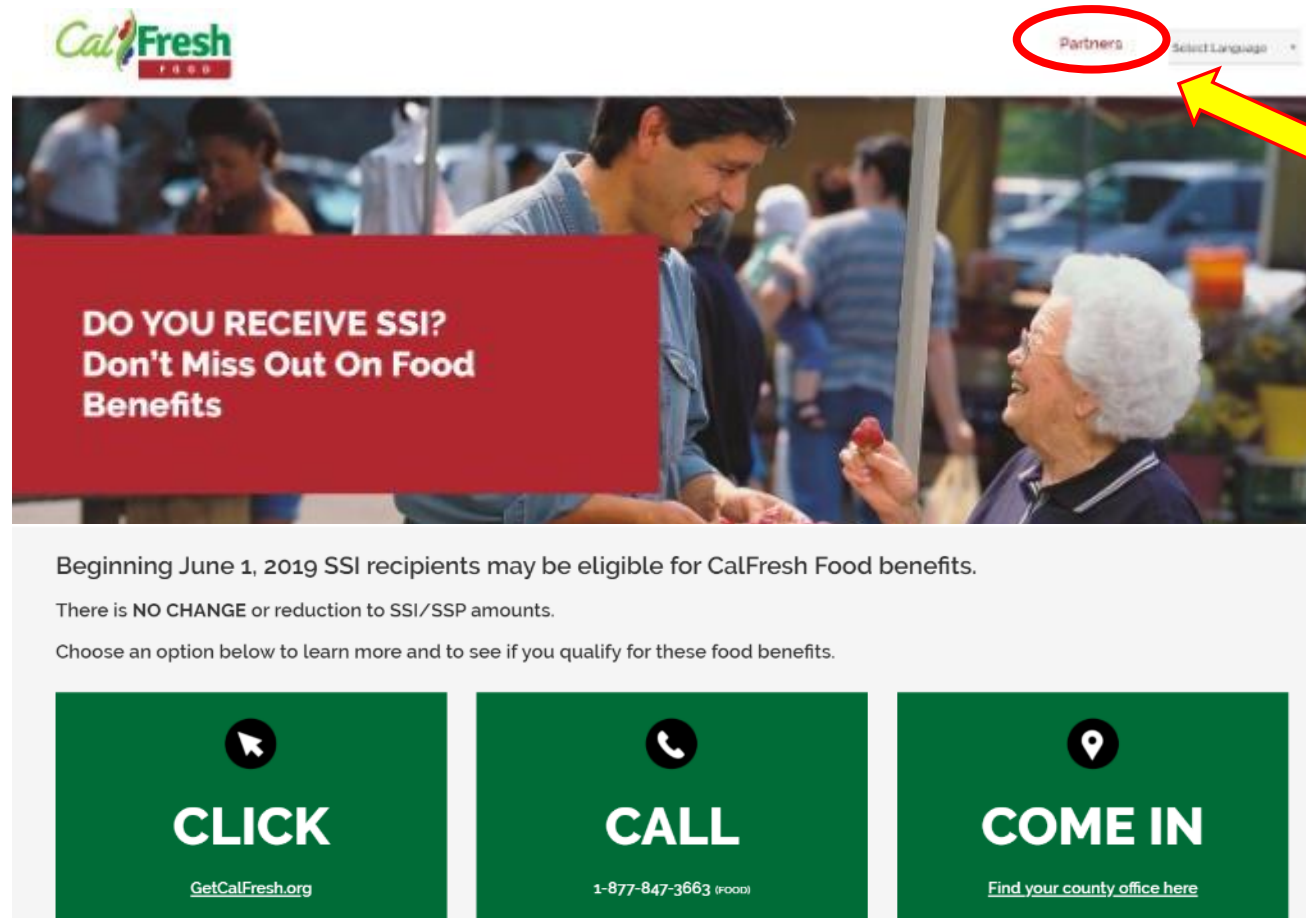 CalFresh
FOOD
Partners
Select Language
DO YOU RECEIVE SSI?
Don't Miss Out On Food
Benefits
Beginning June 1, 2019 SSI recipients may be eligible for CalFresh Food benefits.
There is NO CHANGE or reduction to SSI/SSP amounts.
Choose an option below to learn more and to see if you qualify for these food benefits.
CLICK
GetCalFresh.org
CALL
1-877-847-3663 (FOOD)
COME IN
Find your county office here